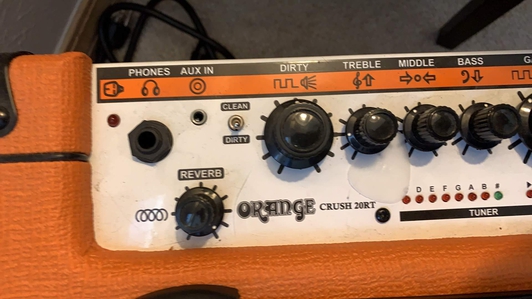 PHONES
AUX IN
DIRTY
TREBLE
MIDDLE
BASS
G
CLEAN
DIRTY
REVERB
ORANGE
CRUSH 20RT
D E F G A B #
TUNER